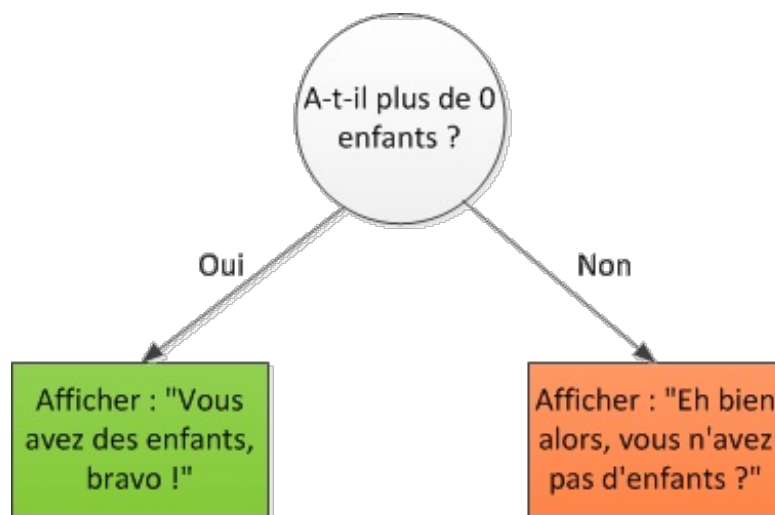 A-t-il plus de 0
enfants ?
Oui
Non
Afficher : "Vous
avez des enfants,
bravo !"
Afficher : "Eh bien
alors, vous n'avez
pas d'enfants ?"